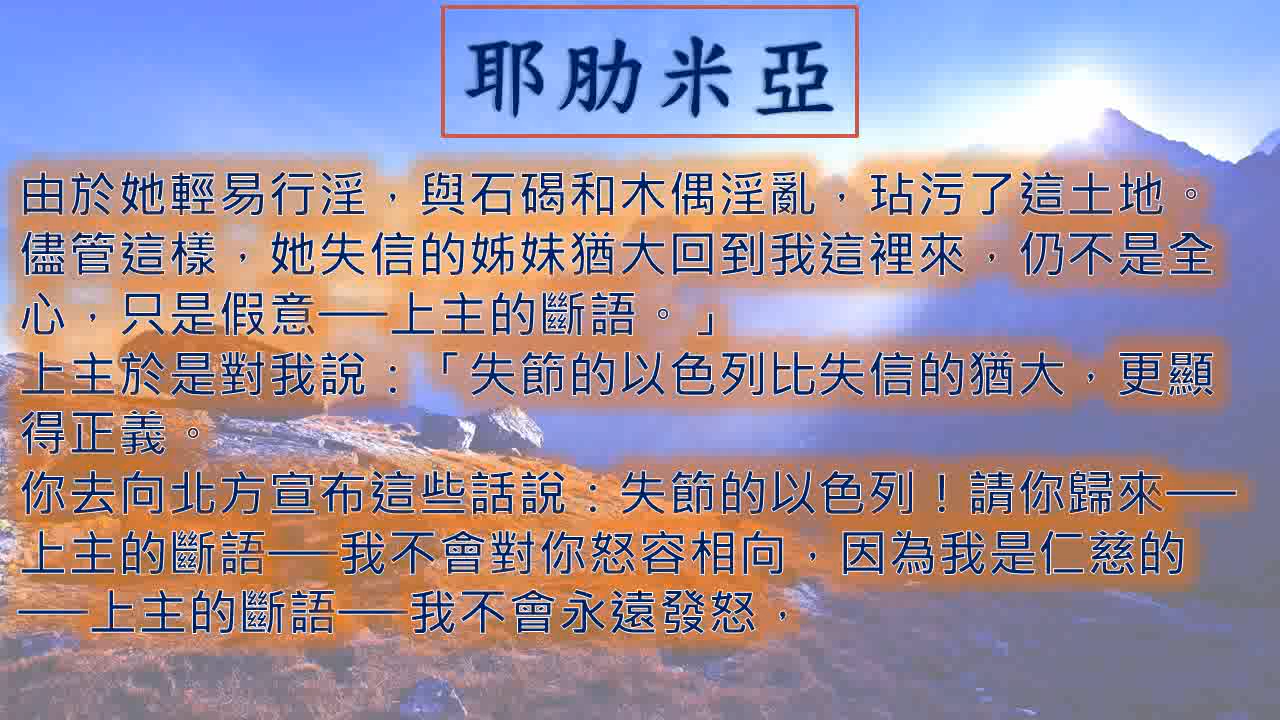 耶肋米亞
由於她輕易行淫，與石碣和木偶淫亂，玷污了這土地。
儘管這樣，她失信的姊妹猶大回到我這裡來，仍不是全
心，只是假意──上主的斷語。」
上主於是對我說：「失節的以色列比失信的猶大，更顯
得正義。
你去向北方宣布這些話說：失節的以色列！請你歸來──
上主的斷語──我不會對你怒容相向，因為我是仁慈的
──上主的斷語──我不會永遠發怒，